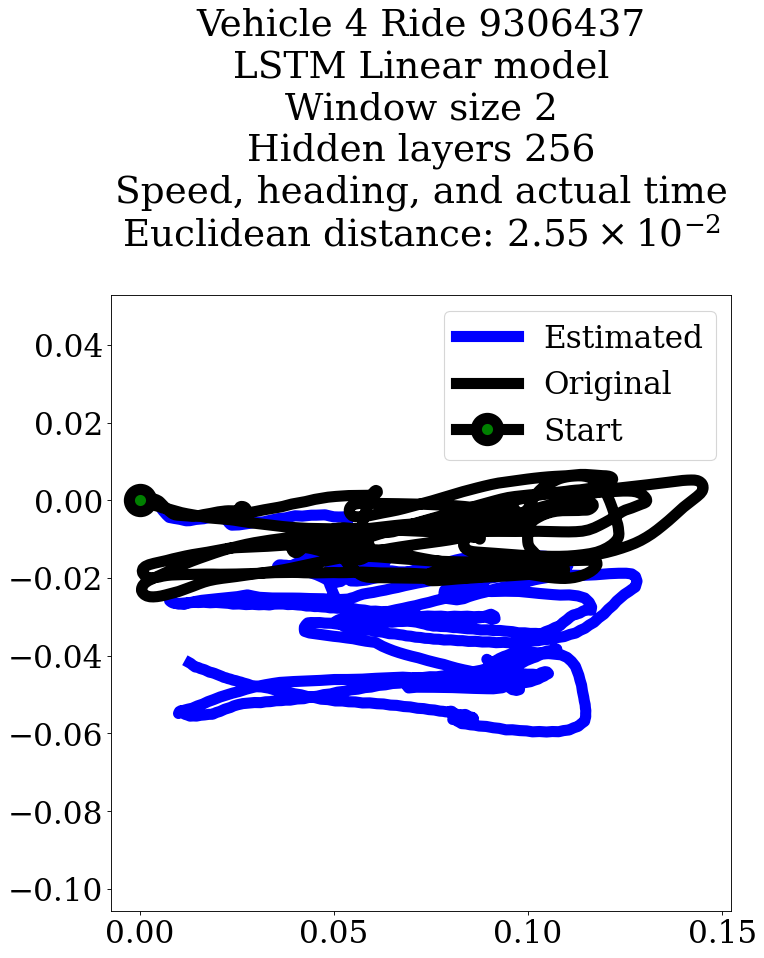 Vehicle 4 Ride 9306437
LSTM Linear model
Window size 2
Hidden layers 256
Speed, heading, and actual time
Euclidean distance: 2.55 × 10⁻²
Estimated
Original
Start
0.04
0.02
0.00
−0.02
−0.04
−0.06
−0.08
−0.10
0.00 0.05 0.10 0.15